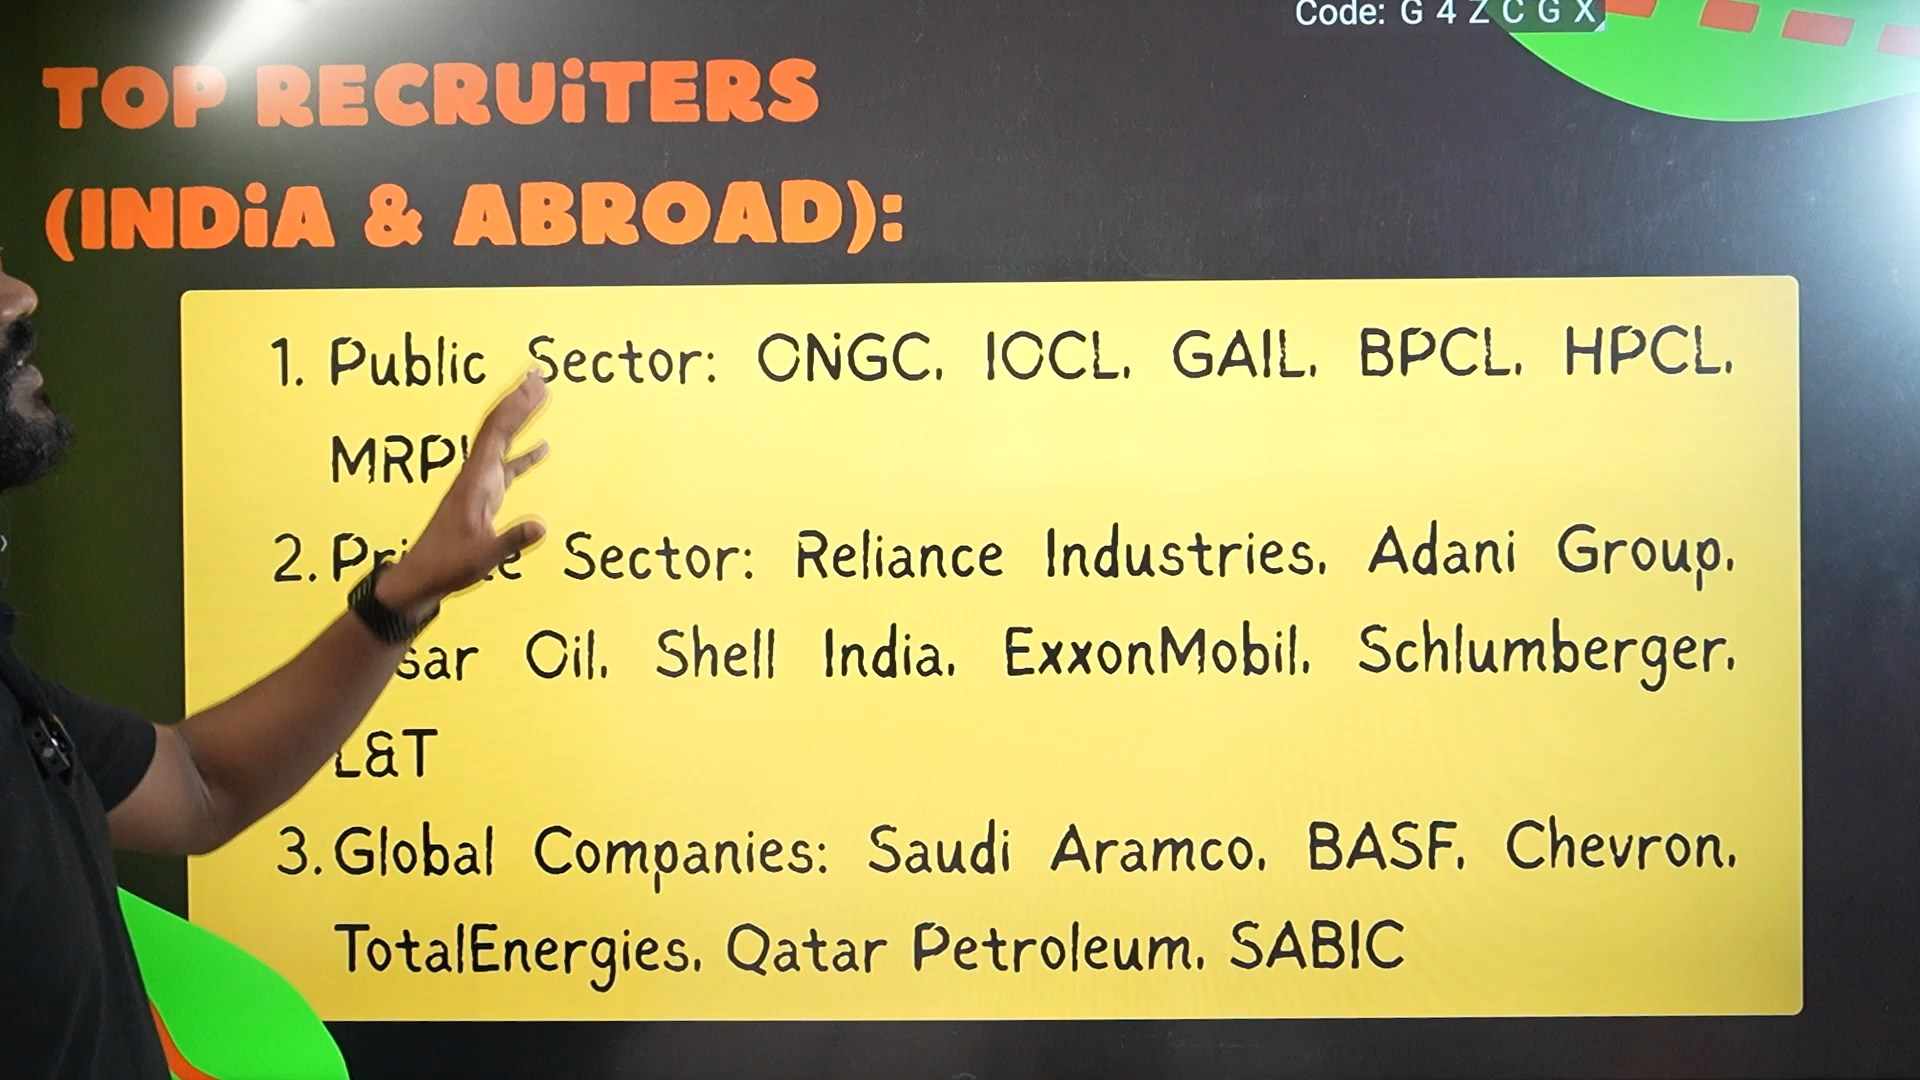 Code: G 4 Z C G X
TOP RECRUiTERS
(INDiA & ABROAD):
1. Public Sector: ONGC, IOCL, GAIL, BPCL, HPCL,
2. Sector: Reliance Industries, Adani Group,
Oil, Shell India, ExxonMobil, Schlumberger,
L&T
3. Global Companies: Saudi Aramco, BASF, Chevron,
TotalEnergies, Qatar Petroleum, SABIC